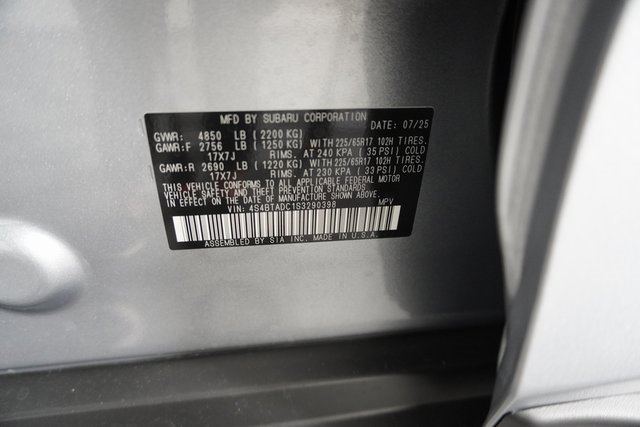 MFD BY SUBARU CORPORATION DATE: 07/25
GVWR: 4850 LB (2200 KG)
GAWR:F 2756 LB (1250 KG) WITH 225/65R17 102H TIRES.
17X7J RIMS. AT 240 KPA (35 PSI) COLD
GAWR:R 2690 LB (1220 KG) WITH 225/65R17 102H TIRES.
17X7J RIMS. AT 230 KPA (33 PSI) COLD
THIS VEHICLE CONFORMS TO ALL APPLICABLE FEDERAL MOTOR
VEHICLE SAFETY AND THEFT PREVENTION STANDARDS
IN EFFECT ON THE DATE OF MANUFACTURE SHOWN ABOVE.
VIN: 4S4BTADC1S3290398 MPV
ASSEMBLED BY SIA INC. MADE IN U.S.A.